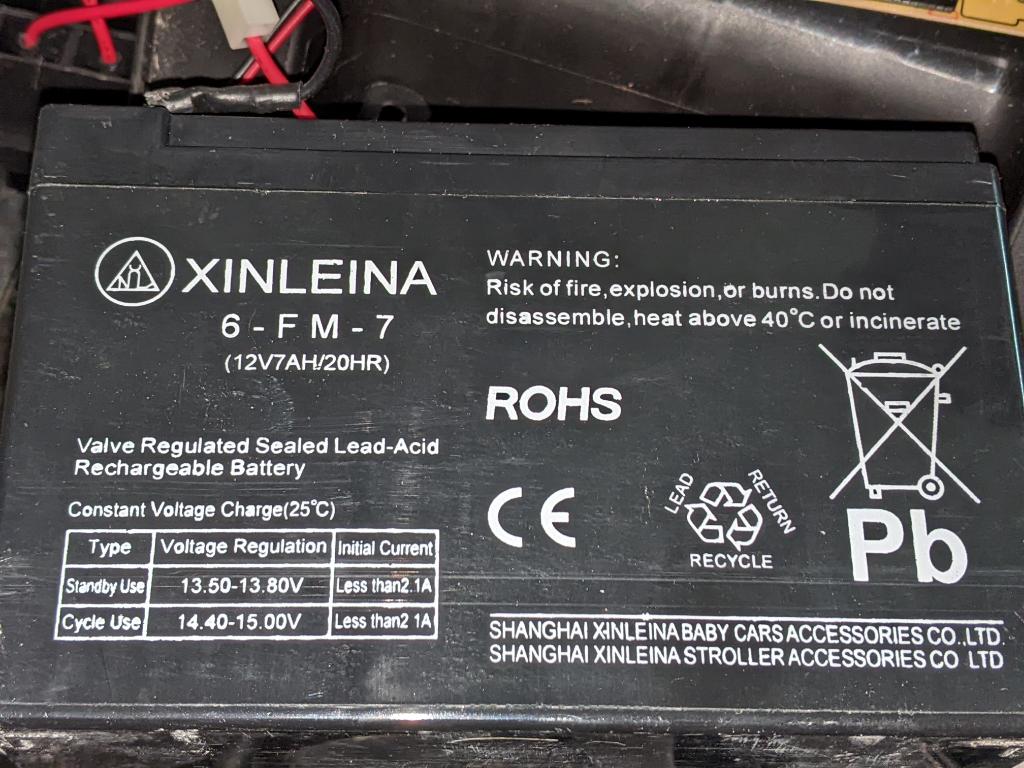 XINLEINA
6 - F M - 7
(12V7AH/20HR)
Valve Regulated Sealed Lead-Acid
Rechargeable Battery
Constant Voltage Charge(25°C)
Type Voltage Regulation Initial Current
Standby Use 13.50-13.80V Less than2.1A
Cycle Use 14.40-15.00V Less than2 1A
WARNING:
Risk of fire,explosion,or burns.Do not
disassemble,heat above 40°C or incinerate
ROHS
CE
LEAD RETURN
RECYCLE
Pb
SHANGHAI XINLEINA BABY CARS ACCESSORIES CO.,LTD.
SHANGHAI XINLEINA STROLLER ACCESSORIES CO LTD